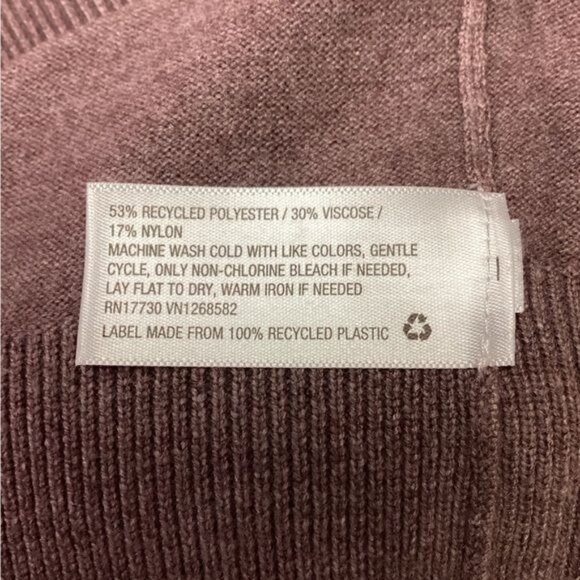 53% RECYCLED POLYESTER / 30% VISCOSE /
17% NYLON
MACHINE WASH COLD WITH LIKE COLORS, GENTLE
CYCLE, ONLY NON-CHLORINE BLEACH IF NEEDED,
LAY FLAT TO DRY, WARM IRON IF NEEDED
RN17730 VN1268582
LABEL MADE FROM 100% RECYCLED PLASTIC